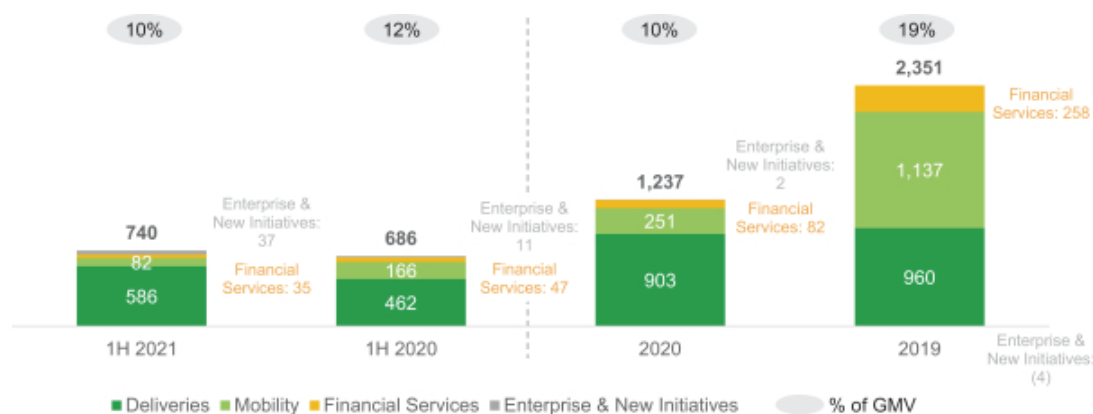 10%
12%
10%
19%
2,351
Financial
Services: 258
1,137
960
Enterprise &
New Initiatives:
(4)
Enterprise &
New Initiatives:
2
1,237
251
Financial
Services: 82
903
Enterprise &
New Initiatives:
11
686
166
Financial
Services: 47
462
Enterprise &
New Initiatives:
37
740
82
Financial
Services: 35
586
1H 2021
1H 2020
2020
2019
Deliveries
Mobility
Financial Services
Enterprise & New Initiatives
% of GMV